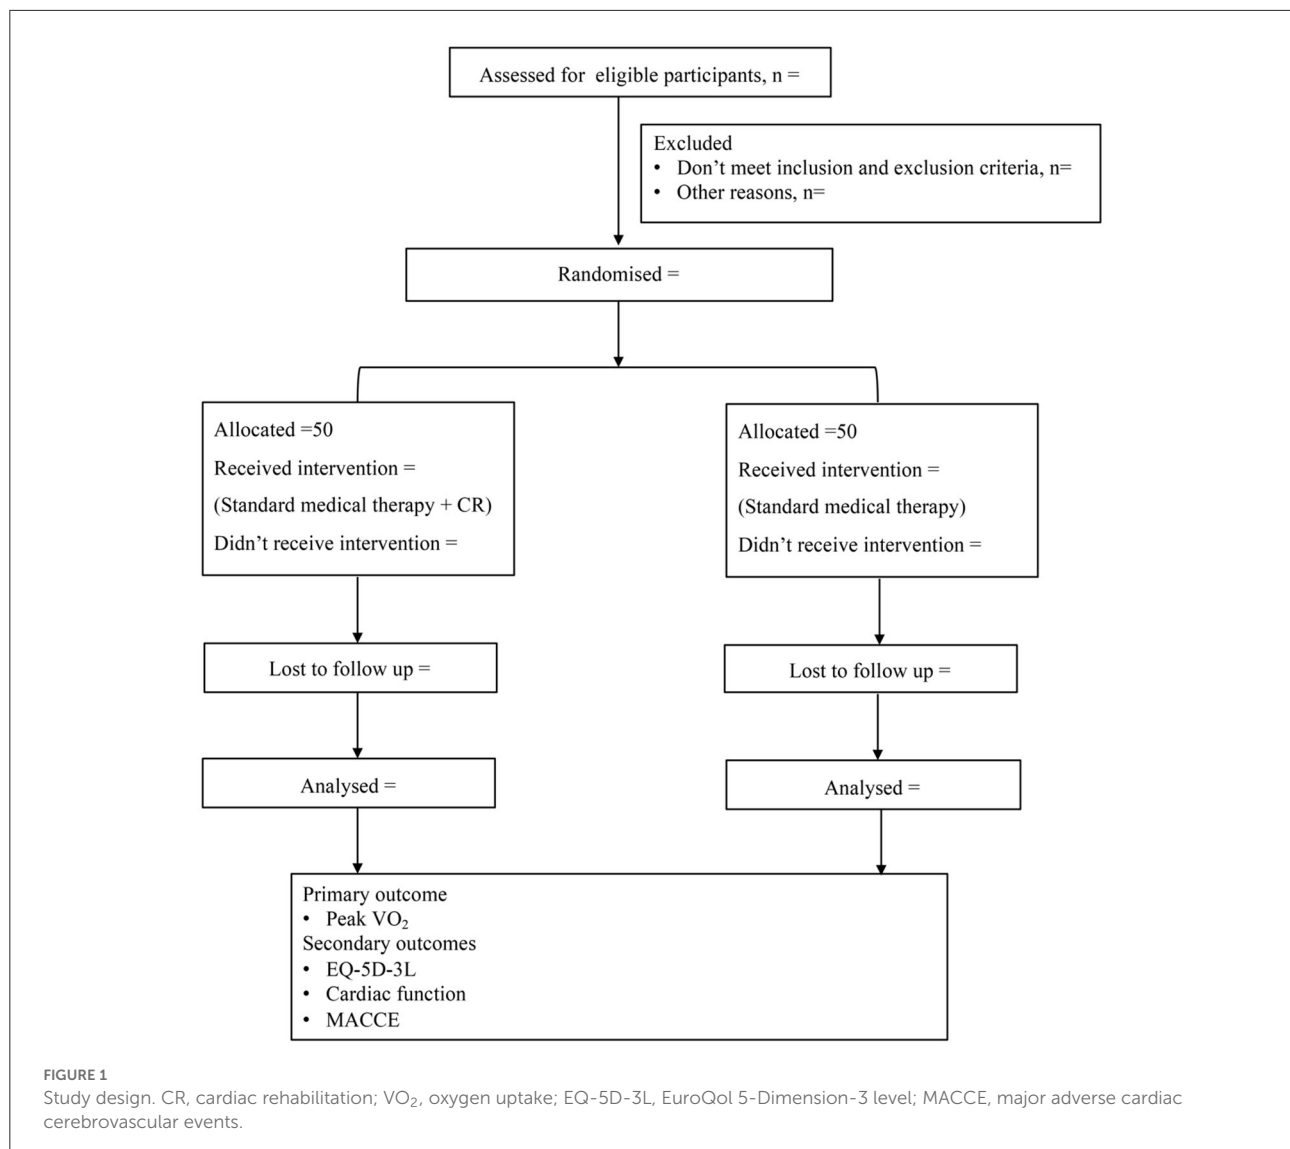 Assessed for eligible participants, n =
Excluded
• Don't meet inclusion and exclusion criteria, n=
• Other reasons, n=
Randomised =
Allocated =50
Received intervention =
(Standard medical therapy + CR)
Didn't receive intervention =
Allocated =50
Received intervention =
(Standard medical therapy)
Didn't receive intervention =
Lost to follow up =
Lost to follow up =
Analysed =
Analysed =
Primary outcome
• Peak VO₂
Secondary outcomes
• EQ-5D-3L
• Cardiac function
• MACCE
FIGURE 1
Study design. CR, cardiac rehabilitation; VO₂, oxygen uptake; EQ-5D-3L, EuroQol 5-Dimension-3 level; MACCE, major adverse cardiac
cerebrovascular events.